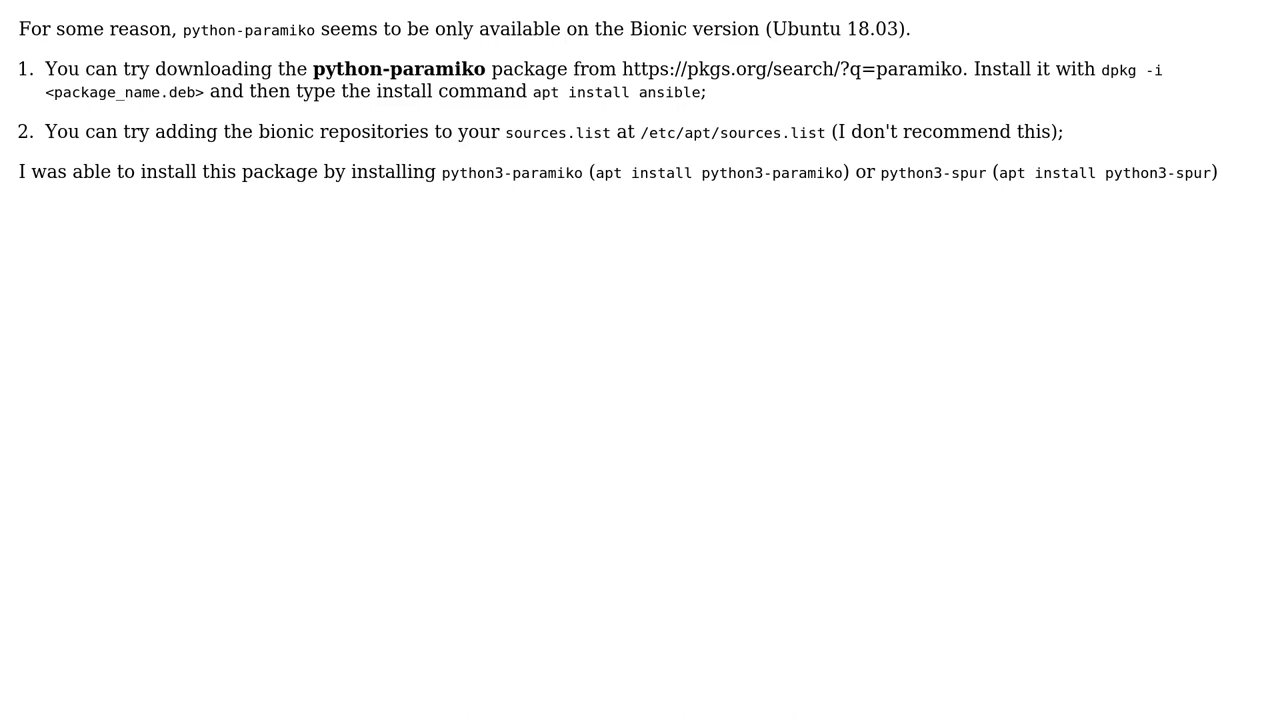 For some reason, python-paramiko seems to be only available on the Bionic version (Ubuntu 18.03).
1. You can try downloading the python-paramiko package from https://pkgs.org/search/?q=paramiko. Install it with dpkg -i
<package_name.deb> and then type the install command apt install ansible;
2. You can try adding the bionic repositories to your sources.list at /etc/apt/sources.list (I don't recommend this);
I was able to install this package by installing python3-paramiko (apt install python3-paramiko) or python3-spur (apt install python3-spur)